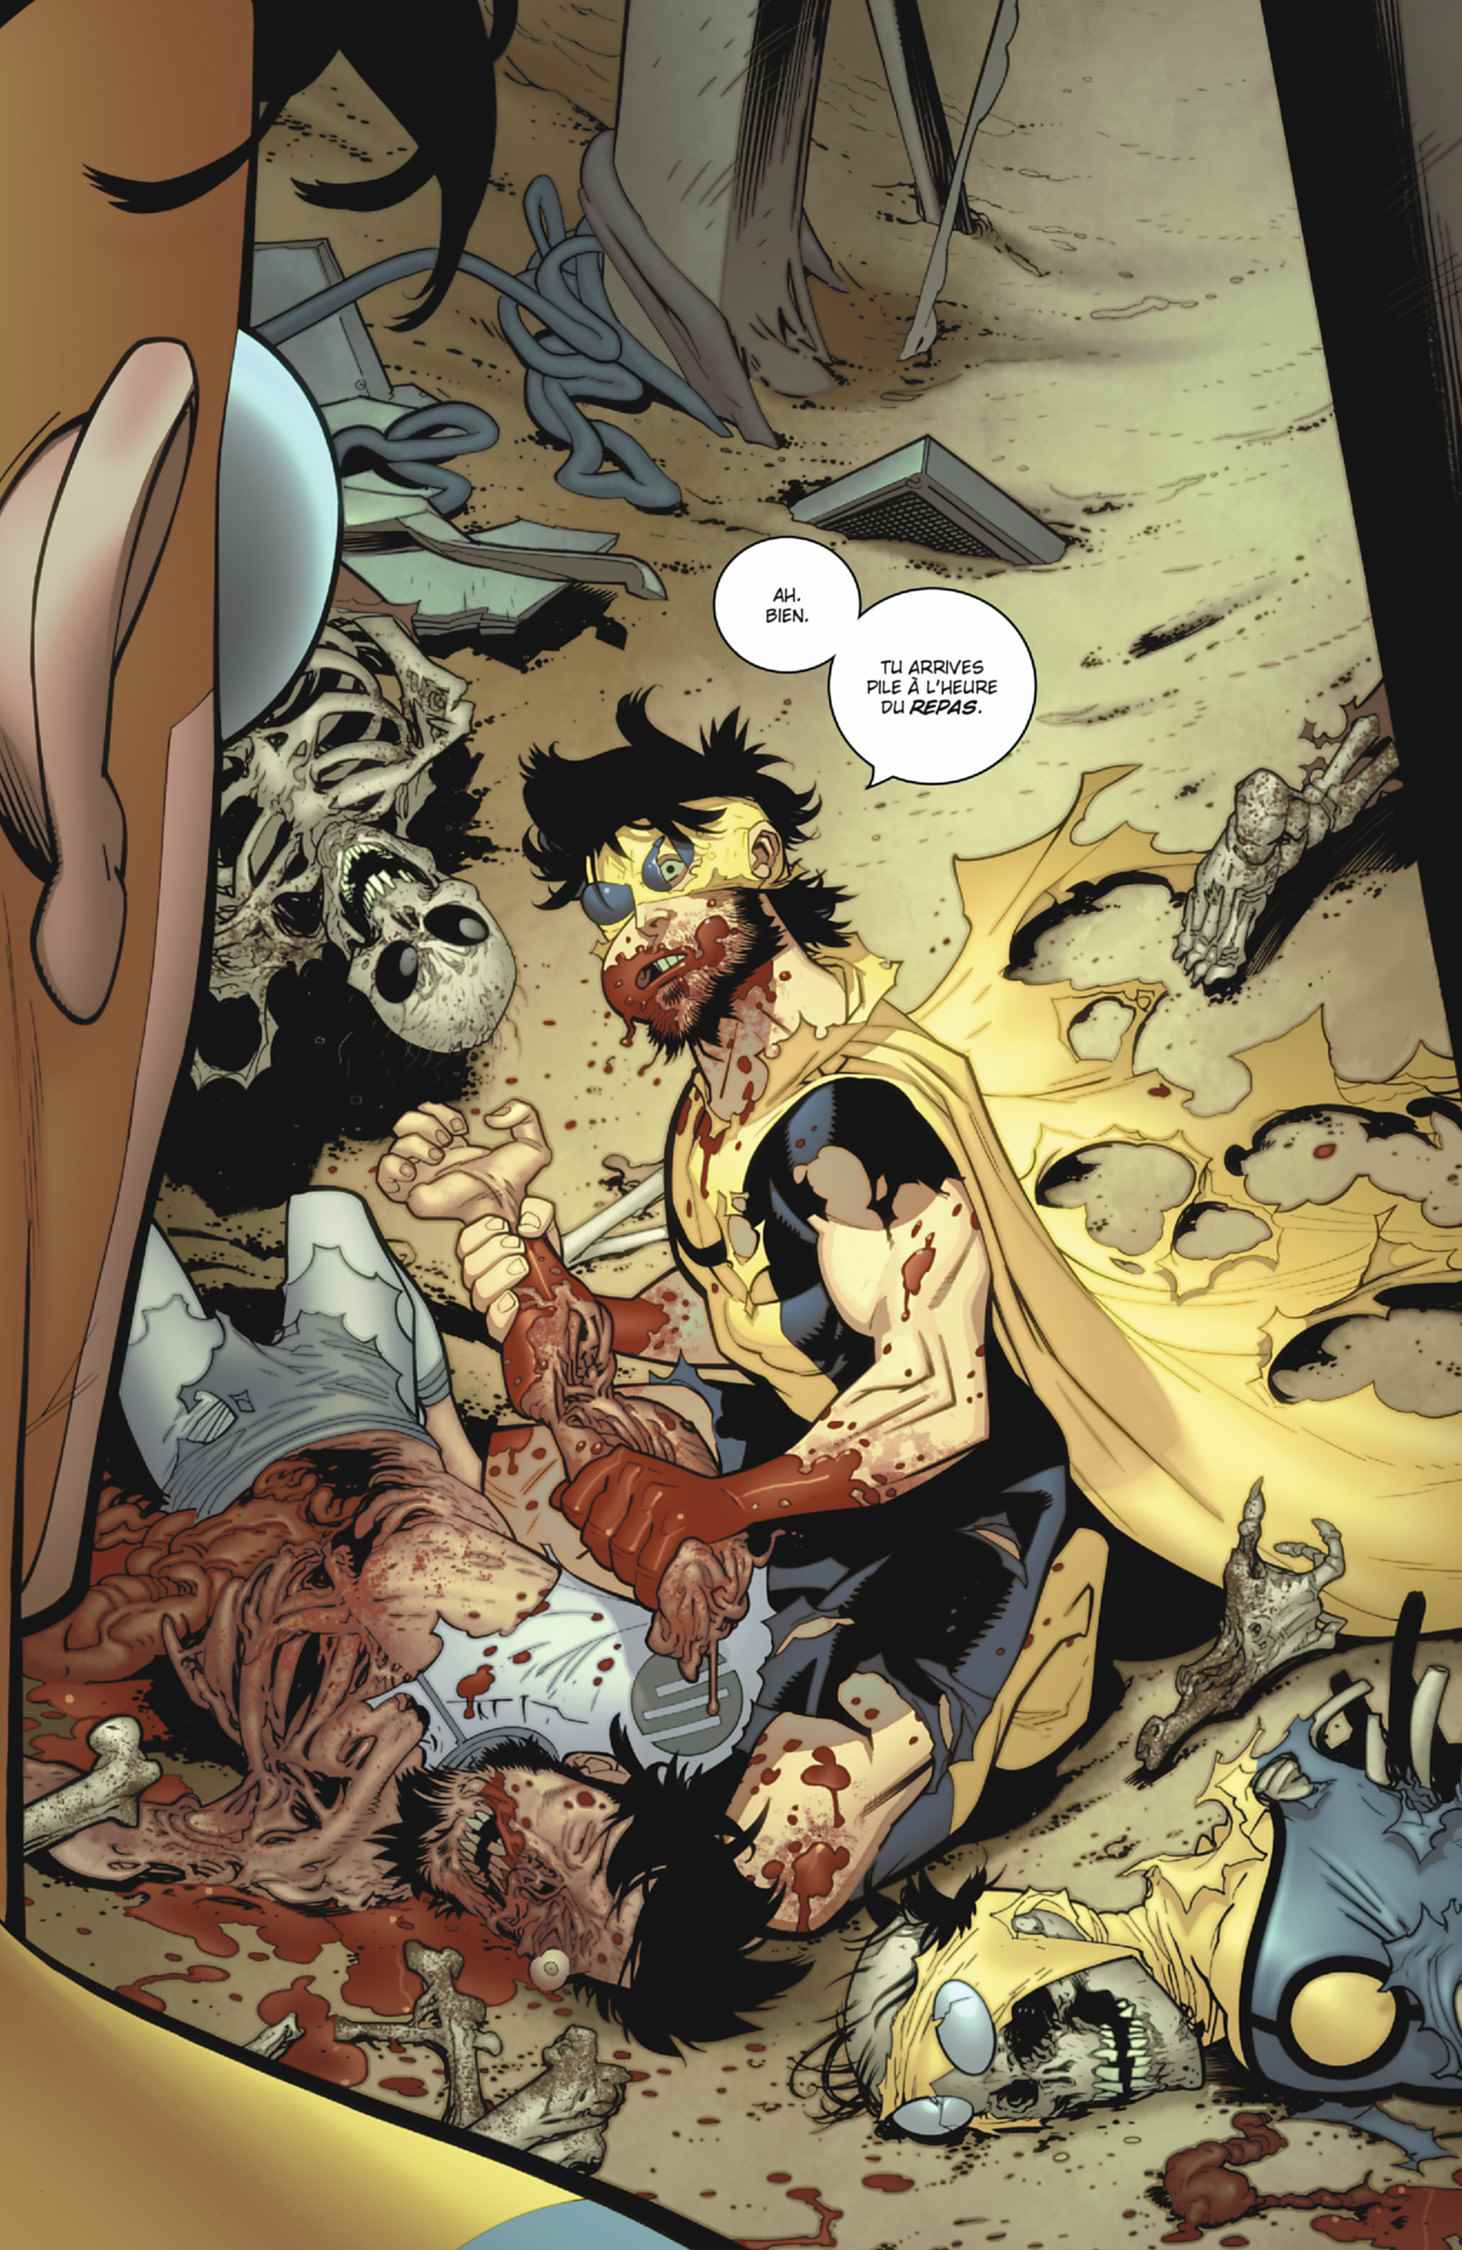 AH.
BIEN.
TU ARRIVES
PILE À L'HEURE
DU REPAS.